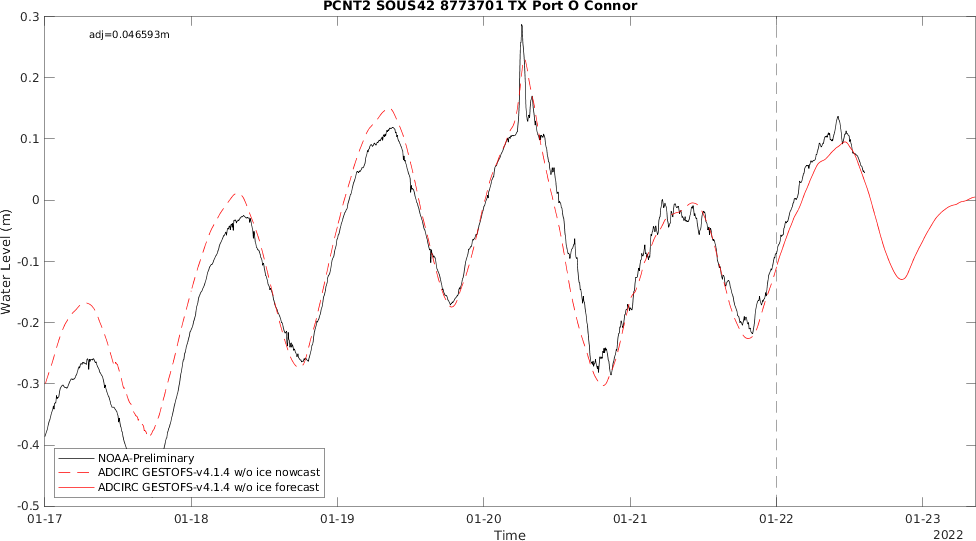 PCNT2 SOUS42 8773701 TX Port O Connor
adj=0.046593m
0.3
0.2
0.1
0
-0.1
-0.2
-0.3
-0.4
-0.5
Water Level (m)
NOAA-Preliminary
ADCIRC GESTOFS-v4.1.4 w/o ice nowcast
ADCIRC GESTOFS-v4.1.4 w/o ice forecast
01-17 01-18 01-19 01-20 01-21 01-22 01-23
Time
2022